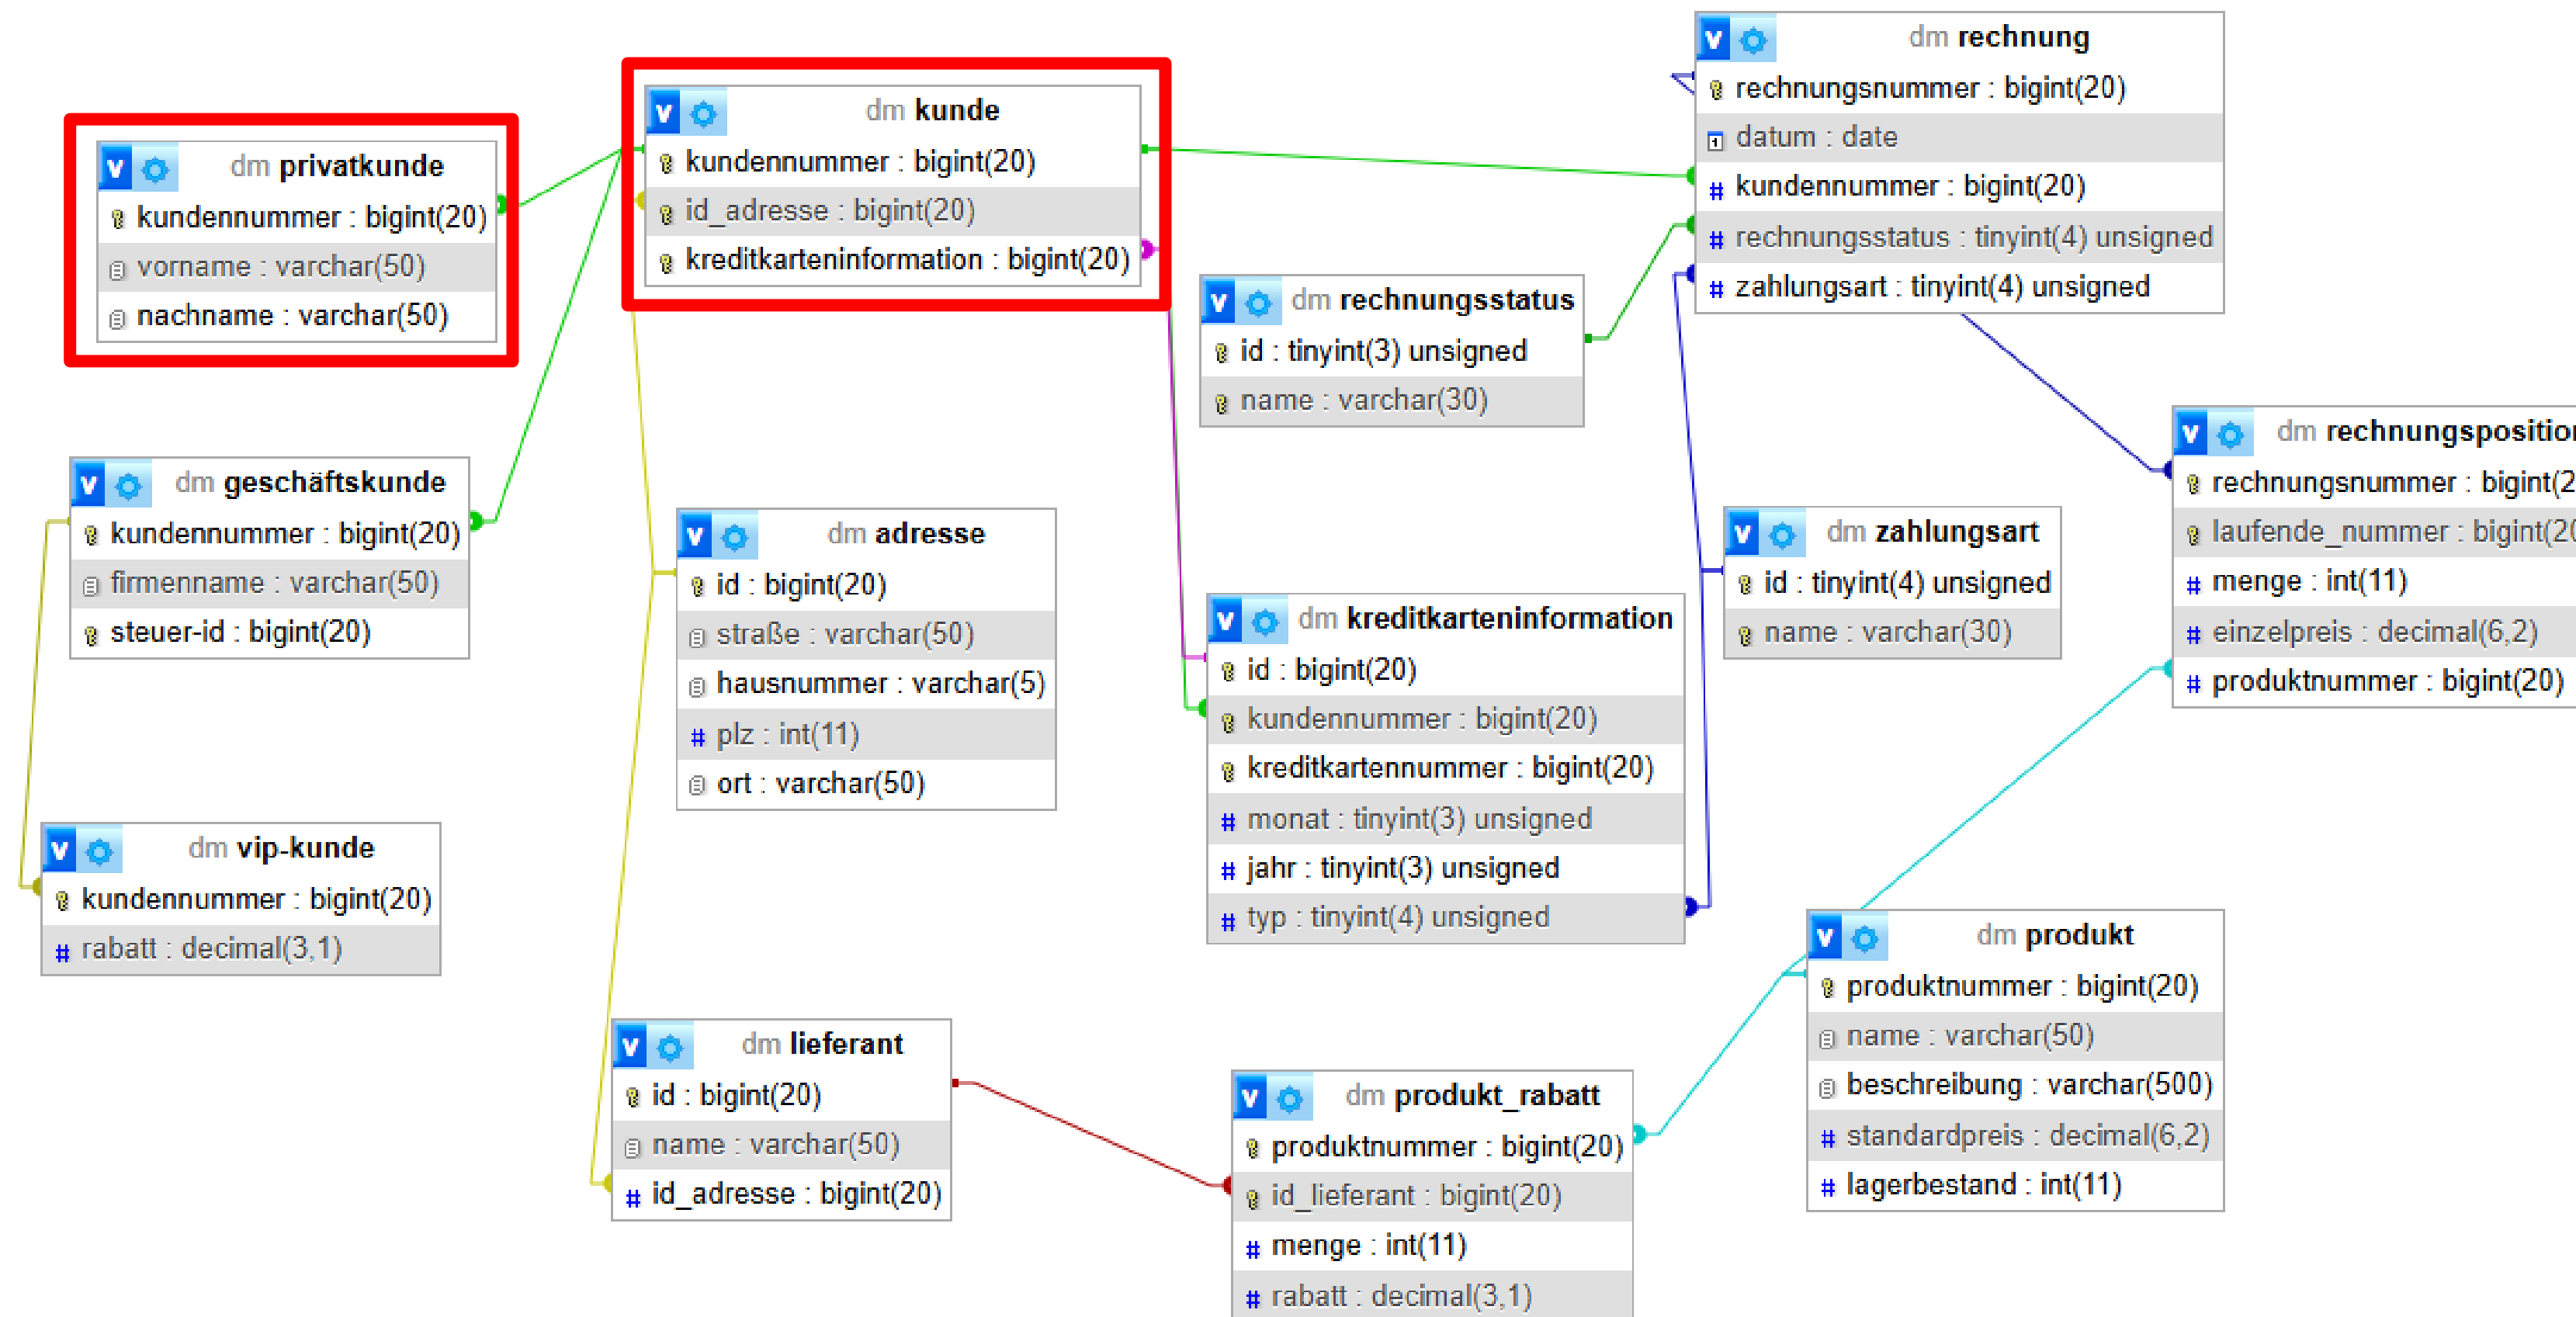 dm privatkunde
kundennummer : bigint(20)
vorname : varchar(50)
nachname : varchar(50)
dm kunde
kundennummer : bigint(20)
id_adresse : bigint(20)
kreditkarteninformation : bigint(20)
dm rechnung
rechnungsnummer : bigint(20)
datum : date
kundennummer : bigint(20)
rechnungsstatus : tinyint(4) unsigned
zahlungsart : tinyint(4) unsigned
dm rechnungsstatus
id : tinyint(3) unsigned
name : varchar(30)
dm geschäftskunde
kundennummer : bigint(20)
firmenname : varchar(50)
steuer-id : bigint(20)
dm adresse
id : bigint(20)
straße : varchar(50)
hausnummer : varchar(5)
plz : int(11)
ort : varchar(50)
dm kreditkarteninformation
id : bigint(20)
kundennummer : bigint(20)
kreditkartennummer : bigint(20)
monat : tinyint(3) unsigned
jahr : tinyint(3) unsigned
typ : tinyint(4) unsigned
dm zahlungsart
id : tinyint(4) unsigned
name : varchar(30)
dm rechnungsposition
rechnungsnummer : bigint(2
laufende_nummer : bigint(20
menge : int(11)
einzelpreis : decimal(6,2)
produktnummer : bigint(20)
dm vip-kunde
kundennummer : bigint(20)
rabatt : decimal(3,1)
dm lieferant
id : bigint(20)
name : varchar(50)
id_adresse : bigint(20)
dm produkt_rabatt
produktnummer : bigint(20)
id_lieferant : bigint(20)
menge : int(11)
rabatt : decimal(3,1)
dm produkt
produktnummer : bigint(20)
name : varchar(50)
beschreibung : varchar(500)
standardpreis : decimal(6,2)
lagerbestand : int(11)